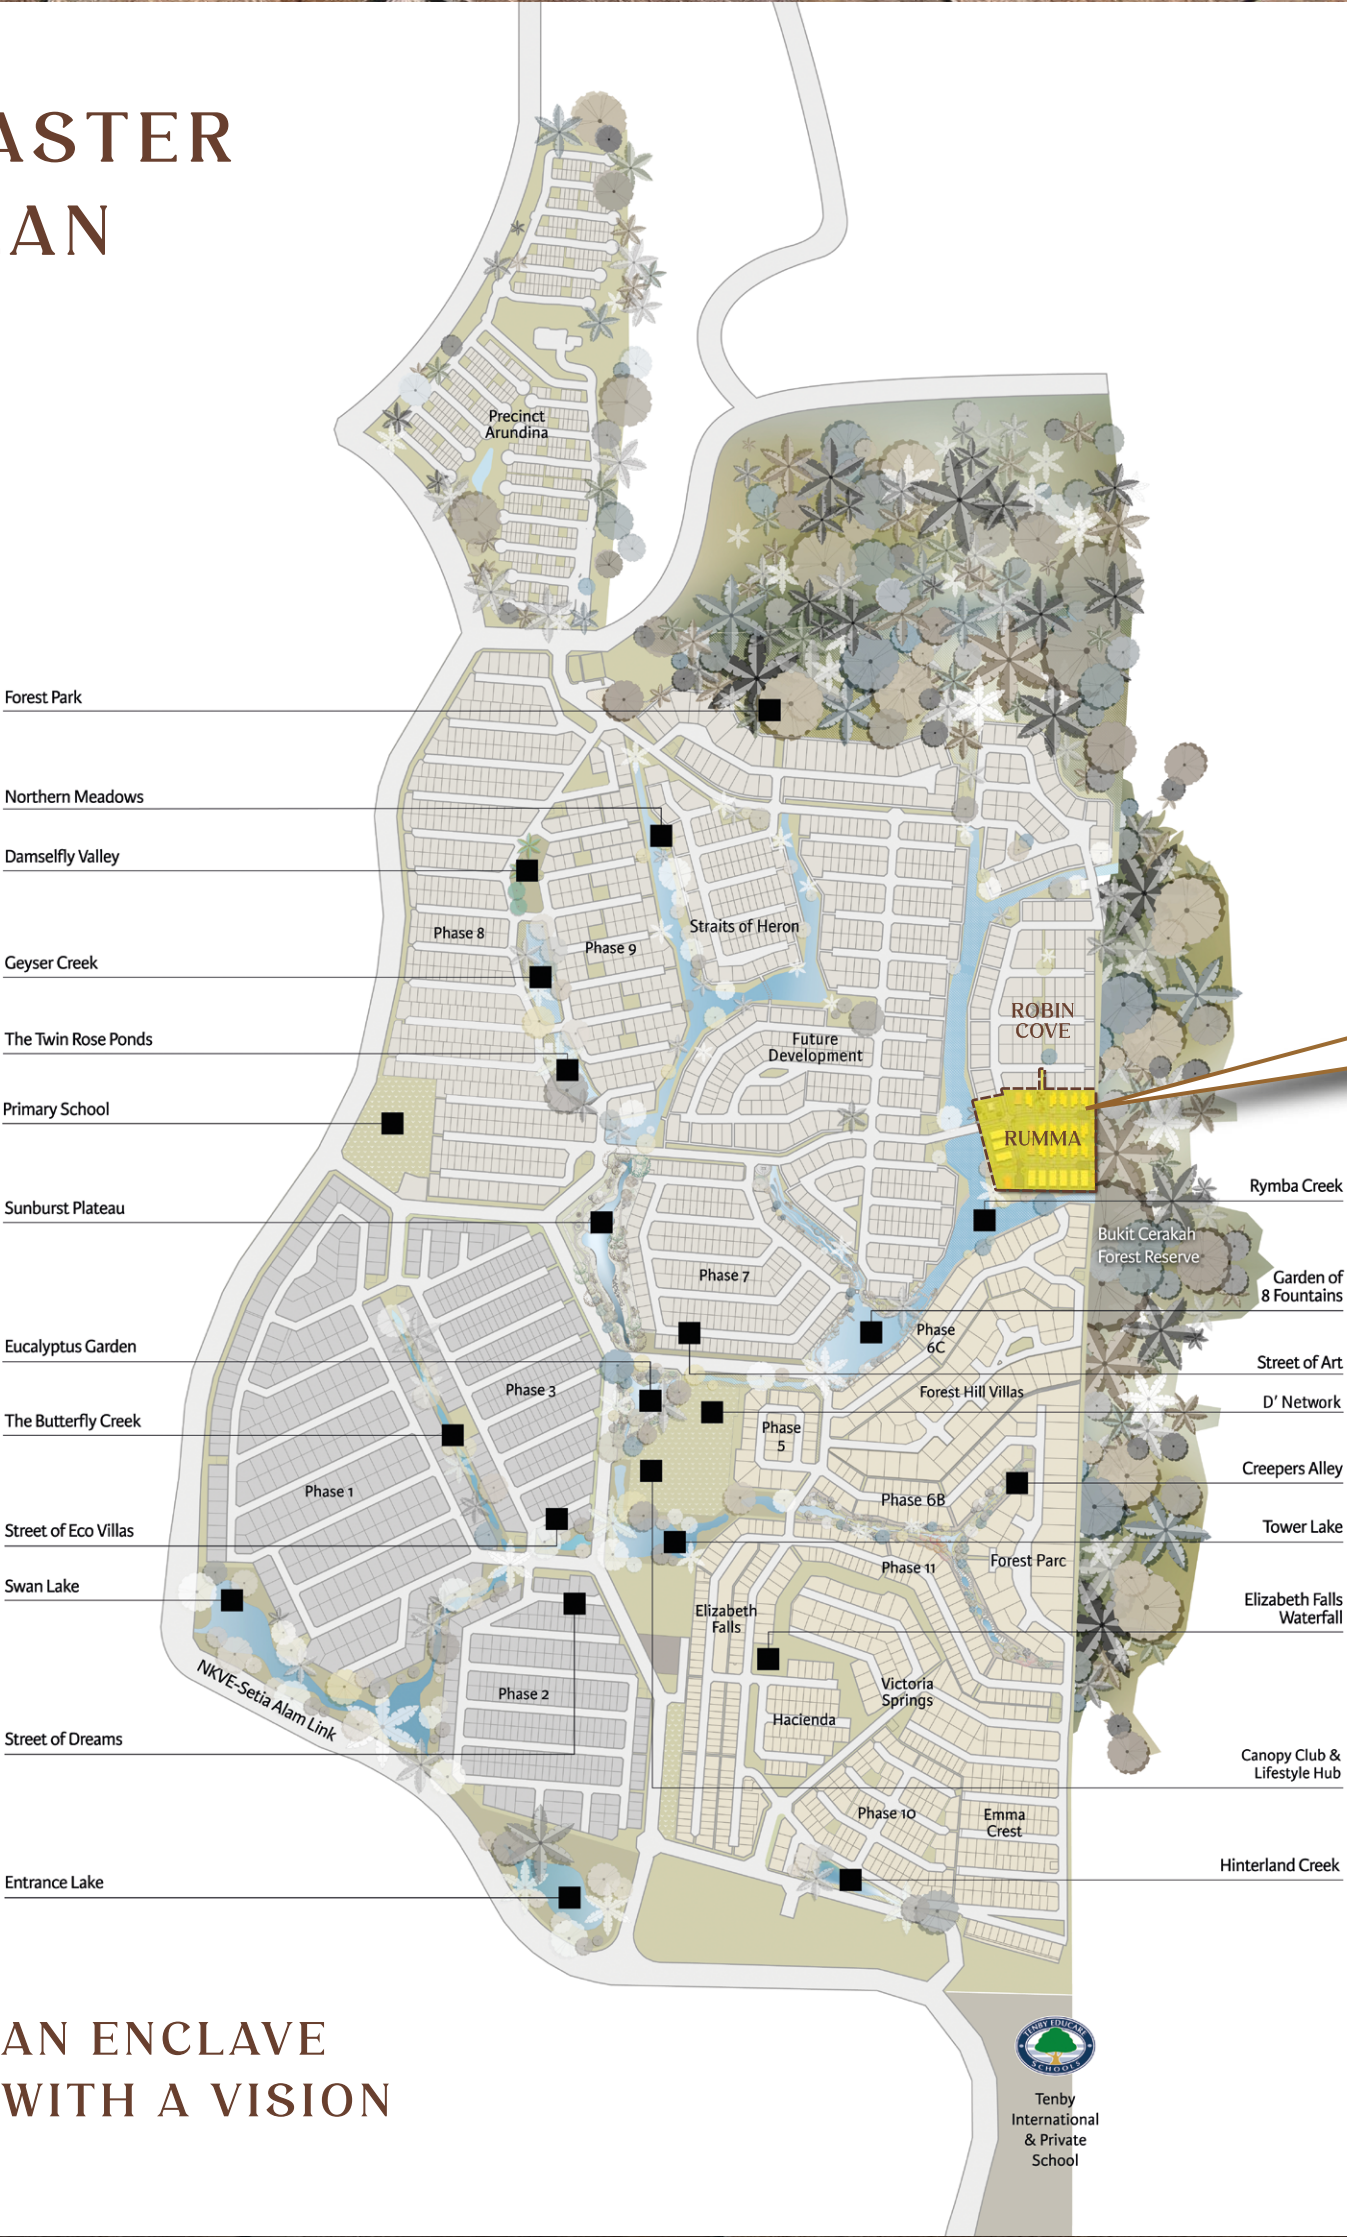 ASTER
AN
Precinct
Arundina
Forest Park
Northern Meadows
Damselfly Valley
Phase 8
Phase 9
Straits of Heron
Geyser Creek
ROBIN
COVE
The Twin Rose Ponds
Future
Development
Primary School
RUMMA
Rymba Creek
Sunburst Plateau
Bukit Cerakah
Forest Reserve
Phase 7
Garden of
8 Fountains
Phase
6C
Eucalyptus Garden
Street of Art
Phase 3
Forest Hill Villas
D' Network
The Butterfly Creek
Phase
5
Creepers Alley
Phase 1
Phase 6B
Street of Eco Villas
Tower Lake
Forest Parc
Phase 11
Swan Lake
Elizabeth Falls
Waterfall
Elizabeth
Falls
NKVE-Setia Alam Link
Phase 2
Victoria
Springs
Hacienda
Street of Dreams
Canopy Club &
Lifestyle Hub
Phase 10
Emma
Crest
Hinterland Creek
Entrance Lake
AN ENCLAVE
WITH A VISION
TENBY EDUCARE
SCHOOLS
Tenby
International
& Private
School